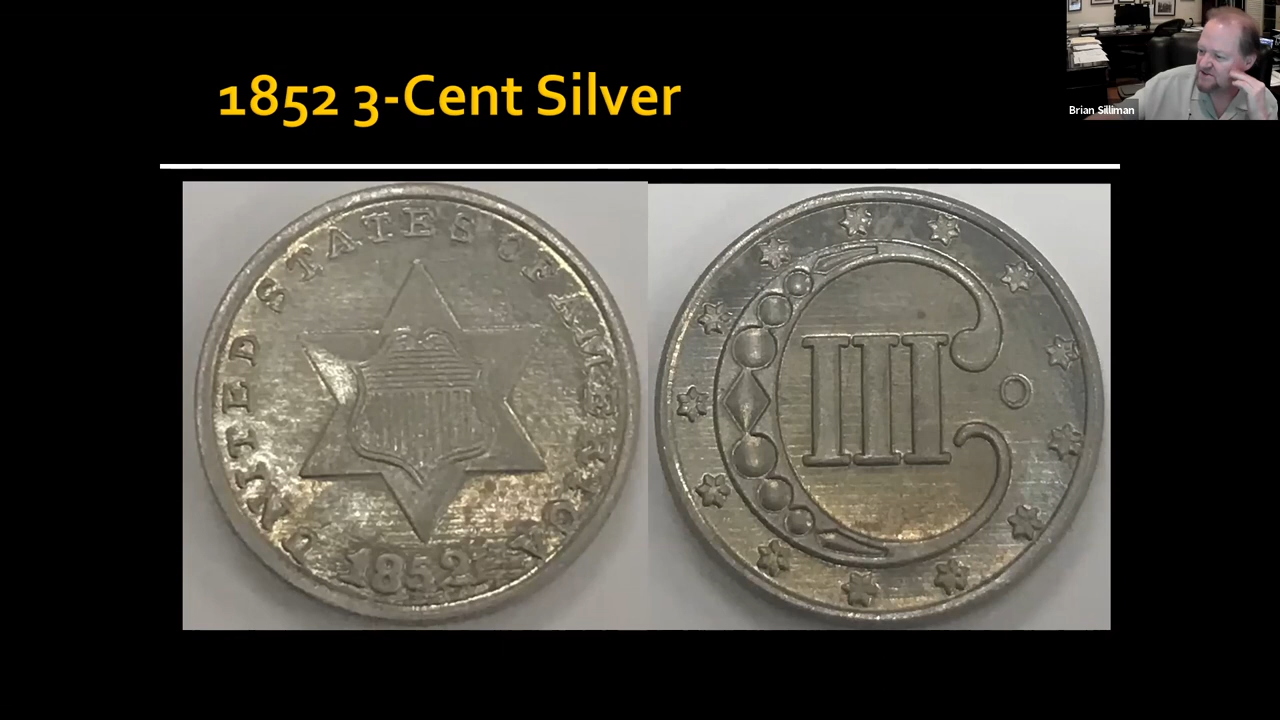 1852 3-Cent Silver
Brian Silliman
UNITED STATES OF AMERICA
1852
III